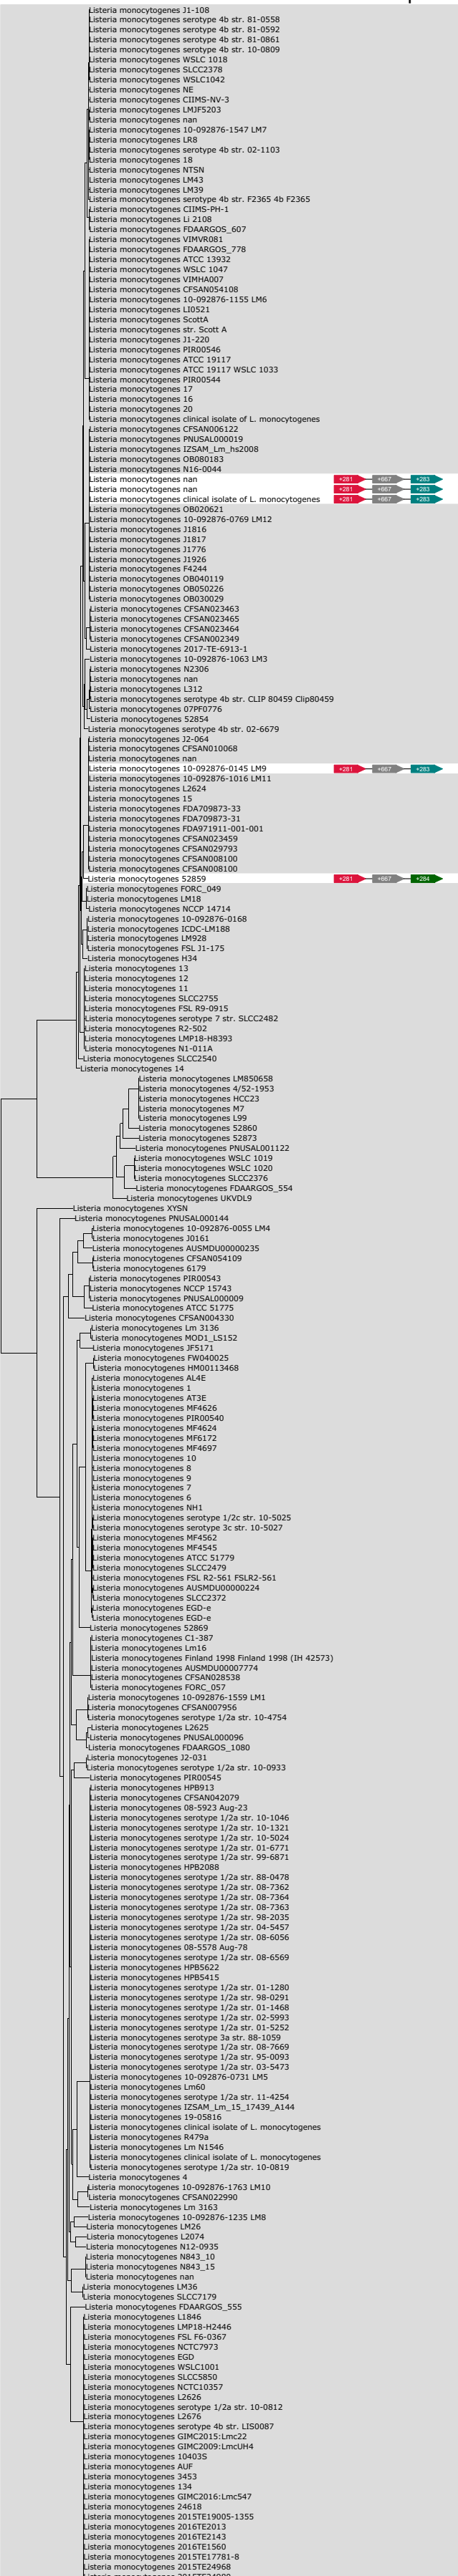 Listeria monocytogenes J1-108
Listeria monocytogenes serotype 4b str. 81-0558
Listeria monocytogenes serotype 4b str. 81-0592
Listeria monocytogenes serotype 4b str. 81-0861
Listeria monocytogenes serotype 4b str. 10-0809
Listeria monocytogenes WSLC 1018
Listeria monocytogenes SLCC2378
Listeria monocytogenes WSLC1042
Listeria monocytogenes NE
Listeria monocytogenes CIIMS-NV-3
Listeria monocytogenes LMJF5203
Listeria monocytogenes nan
Listeria monocytogenes 10-092876-1547 LM7
Listeria monocytogenes LR8
Listeria monocytogenes serotype 4b str. 02-1103
Listeria monocytogenes 18
Listeria monocytogenes NTSN
Listeria monocytogenes LM43
Listeria monocytogenes LM39
Listeria monocytogenes serotype 4b str. F2365 4b F2365
Listeria monocytogenes CIIMS-PH-1
Listeria monocytogenes Li 2108
Listeria monocytogenes FDAARGOS_607
Listeria monocytogenes VIMVR081
Listeria monocytogenes FDAARGOS_778
Listeria monocytogenes ATCC 13932
Listeria monocytogenes WSLC 1047
Listeria monocytogenes VIMHA007
Listeria monocytogenes CFSAN054108
Listeria monocytogenes 10-092876-1155 LM6
Listeria monocytogenes LI0521
Listeria monocytogenes ScottA
Listeria monocytogenes str. Scott A
Listeria monocytogenes J1-220
Listeria monocytogenes PIR00546
Listeria monocytogenes ATCC 19117
Listeria monocytogenes ATCC 19117 WSLC 1033
Listeria monocytogenes PIR00544
Listeria monocytogenes 17
Listeria monocytogenes 16
Listeria monocytogenes 20
Listeria monocytogenes clinical isolate of L. monocytogenes
Listeria monocytogenes CFSAN006122
Listeria monocytogenes PNUSAL000019
Listeria monocytogenes IZSAM_Lm_hs2008
Listeria monocytogenes OB080183
Listeria monocytogenes N16-0044
Listeria monocytogenes nan +281 +667 +283
Listeria monocytogenes nan +281 +667 +283
Listeria monocytogenes clinical isolate of L. monocytogenes +281 +667 +283
Listeria monocytogenes OB020621
Listeria monocytogenes 10-092876-0769 LM12
Listeria monocytogenes J1816
Listeria monocytogenes J1817
Listeria monocytogenes J1776
Listeria monocytogenes J1926
Listeria monocytogenes F4244
Listeria monocytogenes OB040119
Listeria monocytogenes OB050226
Listeria monocytogenes OB030029
Listeria monocytogenes CFSAN023463
Listeria monocytogenes CFSAN023465
Listeria monocytogenes CFSAN023464
Listeria monocytogenes CFSAN002349
Listeria monocytogenes 2017-TE-6913-1
Listeria monocytogenes 10-092876-1063 LM3
Listeria monocytogenes N2306
Listeria monocytogenes nan
Listeria monocytogenes L312
Listeria monocytogenes serotype 4b str. CLIP 80459 Clip80459
Listeria monocytogenes 07PF0776
Listeria monocytogenes 52854
Listeria monocytogenes serotype 4b str. 02-6679
Listeria monocytogenes J2-064
Listeria monocytogenes CFSAN010068
Listeria monocytogenes nan
Listeria monocytogenes 10-092876-0145 LM9 +281 +667 +283
Listeria monocytogenes 10-092876-1016 LM11
Listeria monocytogenes L2624
Listeria monocytogenes 15
Listeria monocytogenes FDA709873-33
Listeria monocytogenes FDA709873-31
Listeria monocytogenes FDA971911-001-001
Listeria monocytogenes CFSAN023459
Listeria monocytogenes CFSAN029793
Listeria monocytogenes CFSAN008100
Listeria monocytogenes CFSAN008100
Listeria monocytogenes 52859 +281 +667 +284
Listeria monocytogenes FORC_049
Listeria monocytogenes LM18
Listeria monocytogenes NCCP 14714
Listeria monocytogenes 10-092876-0168
Listeria monocytogenes ICDC-LM188
Listeria monocytogenes LM928
Listeria monocytogenes FSL J1-175
Listeria monocytogenes H34
Listeria monocytogenes 13
Listeria monocytogenes 12
Listeria monocytogenes 11
Listeria monocytogenes SLCC2755
Listeria monocytogenes FSL R9-0915
Listeria monocytogenes serotype 7 str. SLCC2482
Listeria monocytogenes R2-502
Listeria monocytogenes LMP18-H8393
Listeria monocytogenes N1-011A
Listeria monocytogenes SLCC2540
Listeria monocytogenes 14
Listeria monocytogenes LM850658
Listeria monocytogenes 4/52-1953
Listeria monocytogenes HCC23
Listeria monocytogenes M7
Listeria monocytogenes L99
Listeria monocytogenes 52860
Listeria monocytogenes 52873
Listeria monocytogenes PNUSAL001122
Listeria monocytogenes WSLC 1019
Listeria monocytogenes WSLC 1020
Listeria monocytogenes SLCC2376
Listeria monocytogenes FDAARGOS_554
Listeria monocytogenes UKVDL9
Listeria monocytogenes XYSN
Listeria monocytogenes PNUSAL000144
Listeria monocytogenes 10-092876-0055 LM4
Listeria monocytogenes J0161
Listeria monocytogenes AUSMDU00000235
Listeria monocytogenes CFSAN054109
Listeria monocytogenes 6179
Listeria monocytogenes PIR00543
Listeria monocytogenes NCCP 15743
Listeria monocytogenes PNUSAL000009
Listeria monocytogenes ATCC 51775
Listeria monocytogenes CFSAN004330
Listeria monocytogenes Lm 3136
Listeria monocytogenes MOD1_LS152
Listeria monocytogenes JF5171
Listeria monocytogenes FW040025
Listeria monocytogenes HM00113468
Listeria monocytogenes AL4E
Listeria monocytogenes 1
Listeria monocytogenes AT3E
Listeria monocytogenes MF4626
Listeria monocytogenes PIR00540
Listeria monocytogenes MF4624
Listeria monocytogenes MF6172
Listeria monocytogenes MF4697
Listeria monocytogenes 10
Listeria monocytogenes 8
Listeria monocytogenes 9
Listeria monocytogenes 7
Listeria monocytogenes 6
Listeria monocytogenes NH1
Listeria monocytogenes serotype 1/2c str. 10-5025
Listeria monocytogenes serotype 3c str. 10-5027
Listeria monocytogenes MF4562
Listeria monocytogenes MF4545
Listeria monocytogenes ATCC 51779
Listeria monocytogenes SLCC2479
Listeria monocytogenes FSL R2-561 FSLR2-561
Listeria monocytogenes AUSMDU00000224
Listeria monocytogenes SLCC2372
Listeria monocytogenes EGD-e
Listeria monocytogenes EGD-e
Listeria monocytogenes 52869
Listeria monocytogenes C1-387
Listeria monocytogenes Lm16
Listeria monocytogenes Finland 1998 Finland 1998 (IH 42573)
Listeria monocytogenes AUSMDU00007774
Listeria monocytogenes CFSAN028538
Listeria monocytogenes FORC_057
Listeria monocytogenes 10-092876-1559 LM1
Listeria monocytogenes CFSAN007956
Listeria monocytogenes serotype 1/2a str. 10-4754
Listeria monocytogenes L2625
Listeria monocytogenes PNUSAL000096
Listeria monocytogenes FDAARGOS_1080
Listeria monocytogenes J2-031
Listeria monocytogenes serotype 1/2a str. 10-0933
Listeria monocytogenes PIR00545
Listeria monocytogenes HPB913
Listeria monocytogenes CFSAN042079
Listeria monocytogenes 08-5923 Aug-23
Listeria monocytogenes serotype 1/2a str. 10-1046
Listeria monocytogenes serotype 1/2a str. 10-1321
Listeria monocytogenes serotype 1/2a str. 10-5024
Listeria monocytogenes serotype 1/2a str. 01-6771
Listeria monocytogenes serotype 1/2a str. 99-6871
Listeria monocytogenes HPB2088
Listeria monocytogenes serotype 1/2a str. 88-0478
Listeria monocytogenes serotype 1/2a str. 08-7362
Listeria monocytogenes serotype 1/2a str. 08-7364
Listeria monocytogenes serotype 1/2a str. 08-7363
Listeria monocytogenes serotype 1/2a str. 98-2035
Listeria monocytogenes serotype 1/2a str. 04-5457
Listeria monocytogenes serotype 1/2a str. 08-6056
Listeria monocytogenes 08-5578 Aug-78
Listeria monocytogenes serotype 1/2a str. 08-6569
Listeria monocytogenes HPB5622
Listeria monocytogenes HPB5415
Listeria monocytogenes serotype 1/2a str. 01-1280
Listeria monocytogenes serotype 1/2a str. 98-0291
Listeria monocytogenes serotype 1/2a str. 01-1468
Listeria monocytogenes serotype 1/2a str. 02-5993
Listeria monocytogenes serotype 1/2a str. 01-5252
Listeria monocytogenes serotype 3a str. 88-1059
Listeria monocytogenes serotype 1/2a str. 08-7669
Listeria monocytogenes serotype 1/2a str. 95-0093
Listeria monocytogenes serotype 1/2a str. 03-5473
Listeria monocytogenes 10-092876-0731 LM5
Listeria monocytogenes Lm60
Listeria monocytogenes serotype 1/2a str. 11-4254
Listeria monocytogenes IZSAM_Lm_15_17439_A144
Listeria monocytogenes 19-05816
Listeria monocytogenes clinical isolate of L. monocytogenes
Listeria monocytogenes R479a
Listeria monocytogenes Lm N1546
Listeria monocytogenes clinical isolate of L. monocytogenes
Listeria monocytogenes serotype 1/2a str. 10-0819
Listeria monocytogenes 4
Listeria monocytogenes 10-092876-1763 LM10
Listeria monocytogenes CFSAN022990
Listeria monocytogenes Lm 3163
Listeria monocytogenes 10-092876-1235 LM8
Listeria monocytogenes LM26
Listeria monocytogenes L2074
Listeria monocytogenes N12-0935
Listeria monocytogenes N843_10
Listeria monocytogenes N843_15
Listeria monocytogenes nan
Listeria monocytogenes LM36
Listeria monocytogenes SLCC7179
Listeria monocytogenes FDAARGOS_555
Listeria monocytogenes L1846
Listeria monocytogenes LMP18-H2446
Listeria monocytogenes FSL F6-0367
Listeria monocytogenes NCTC7973
Listeria monocytogenes EGD
Listeria monocytogenes WSLC1001
Listeria monocytogenes SLCC5850
Listeria monocytogenes NCTC10357
Listeria monocytogenes L2626
Listeria monocytogenes serotype 1/2a str. 10-0812
Listeria monocytogenes L2676
Listeria monocytogenes serotype 4b str. LIS0087
Listeria monocytogenes GIMC2015:Lmc22
Listeria monocytogenes GIMC2009:LmcUH4
Listeria monocytogenes 10403S
Listeria monocytogenes AUF
Listeria monocytogenes 3453
Listeria monocytogenes 134
Listeria monocytogenes GIMC2016:Lmc547
Listeria monocytogenes 24618
Listeria monocytogenes 2015TE19005-1355
Listeria monocytogenes 2016TE2013
Listeria monocytogenes 2016TE2143
Listeria monocytogenes 2016TE1560
Listeria monocytogenes 2015TE17781-8
Listeria monocytogenes 2015TE24968